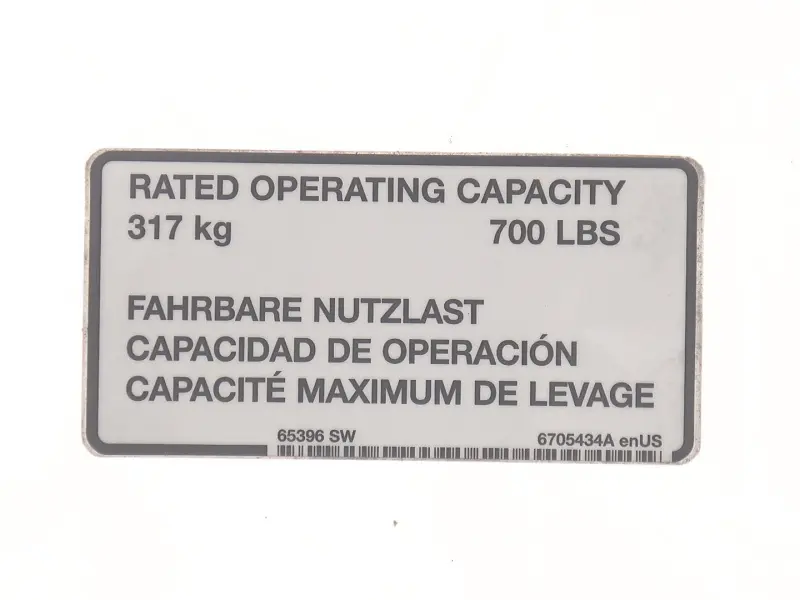 RATED OPERATING CAPACITY
317 kg 700 LBS
FAHRBARE NUTZLAST
CAPACIDAD DE OPERACIÓN
CAPACITÉ MAXIMUM DE LEVAGE
65396 SW 6705434A enUS